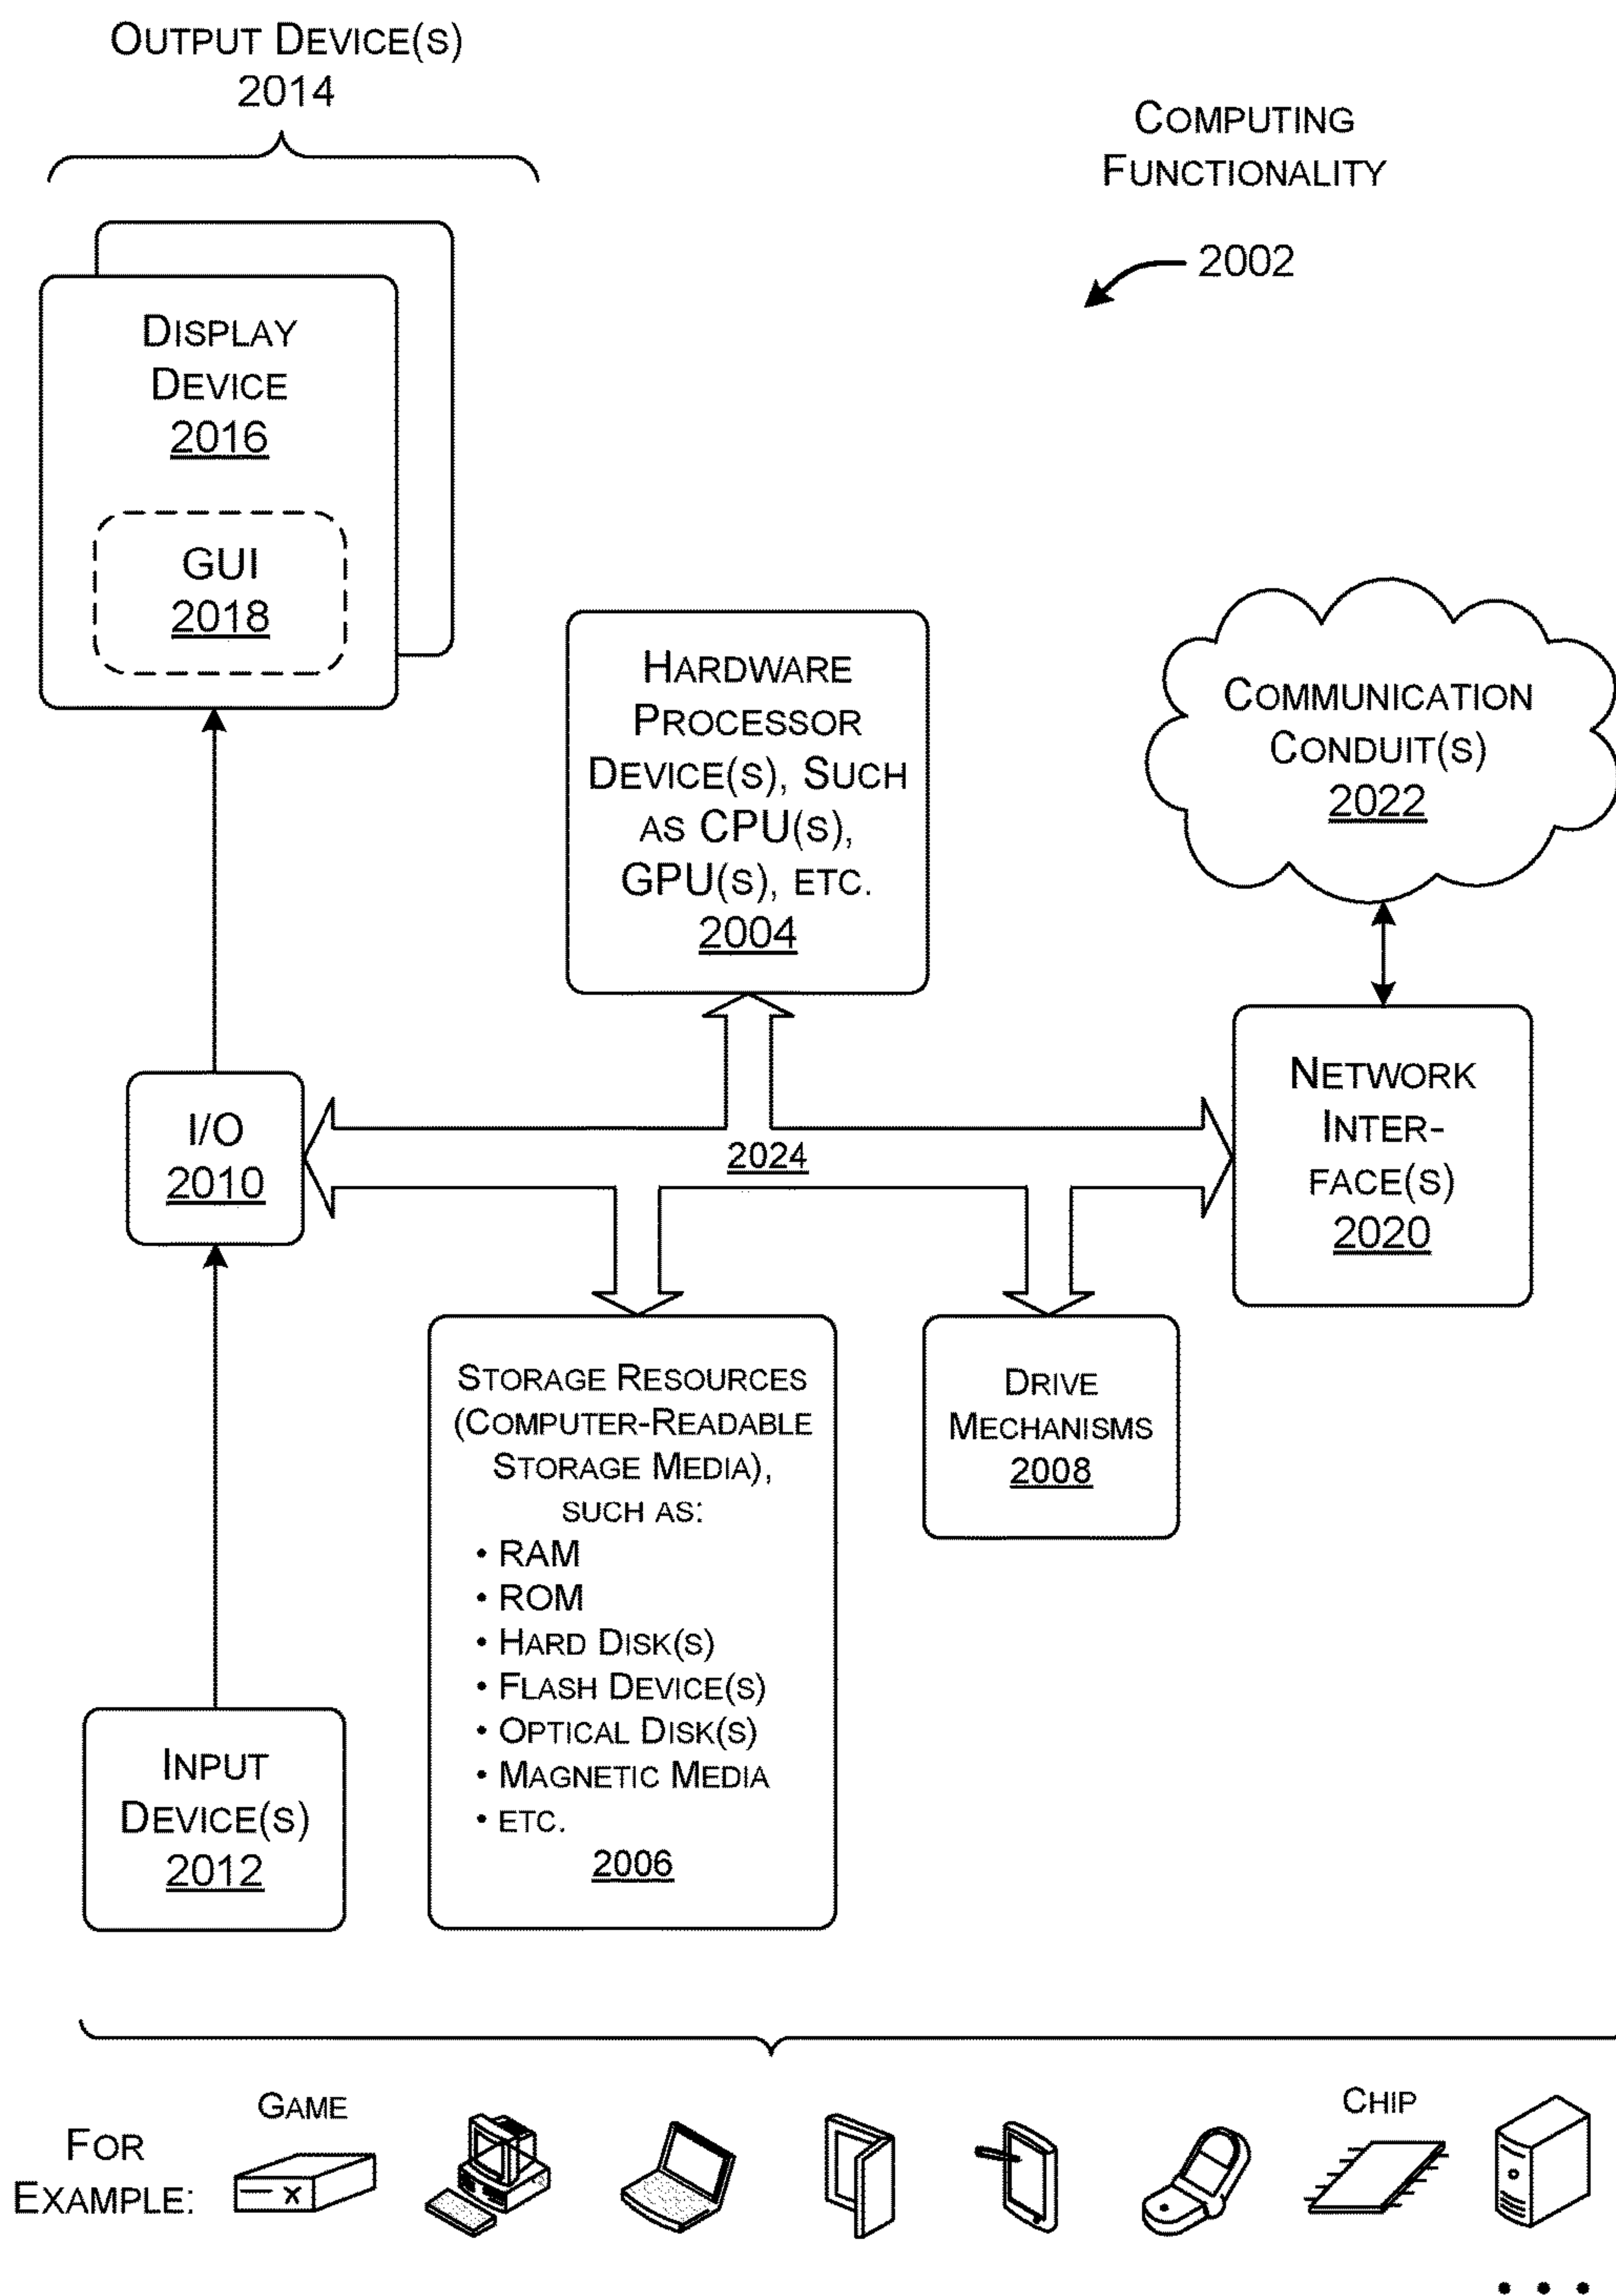 OUTPUT DEVICE(S)
2014
COMPUTING
FUNCTIONALITY
2002
DISPLAY
DEVICE
2016
GUI
2018
HARDWARE
PROCESSOR
DEVICE(S), SUCH
AS CPU(S),
GPU(S), ETC.
2004
COMMUNICATION
CONDUIT(S)
2022
I/O
2010
2024
NETWORK
INTER-
FACE(S)
2020
STORAGE RESOURCES
(COMPUTER-READABLE
STORAGE MEDIA),
SUCH AS:
• RAM
• ROM
• HARD DISK(S)
• FLASH DEVICE(S)
• OPTICAL DISK(S)
• MAGNETIC MEDIA
• ETC.
2006
DRIVE
MECHANISMS
2008
INPUT
DEVICE(S)
2012
FOR
EXAMPLE:
GAME
X
CHIP
• • •